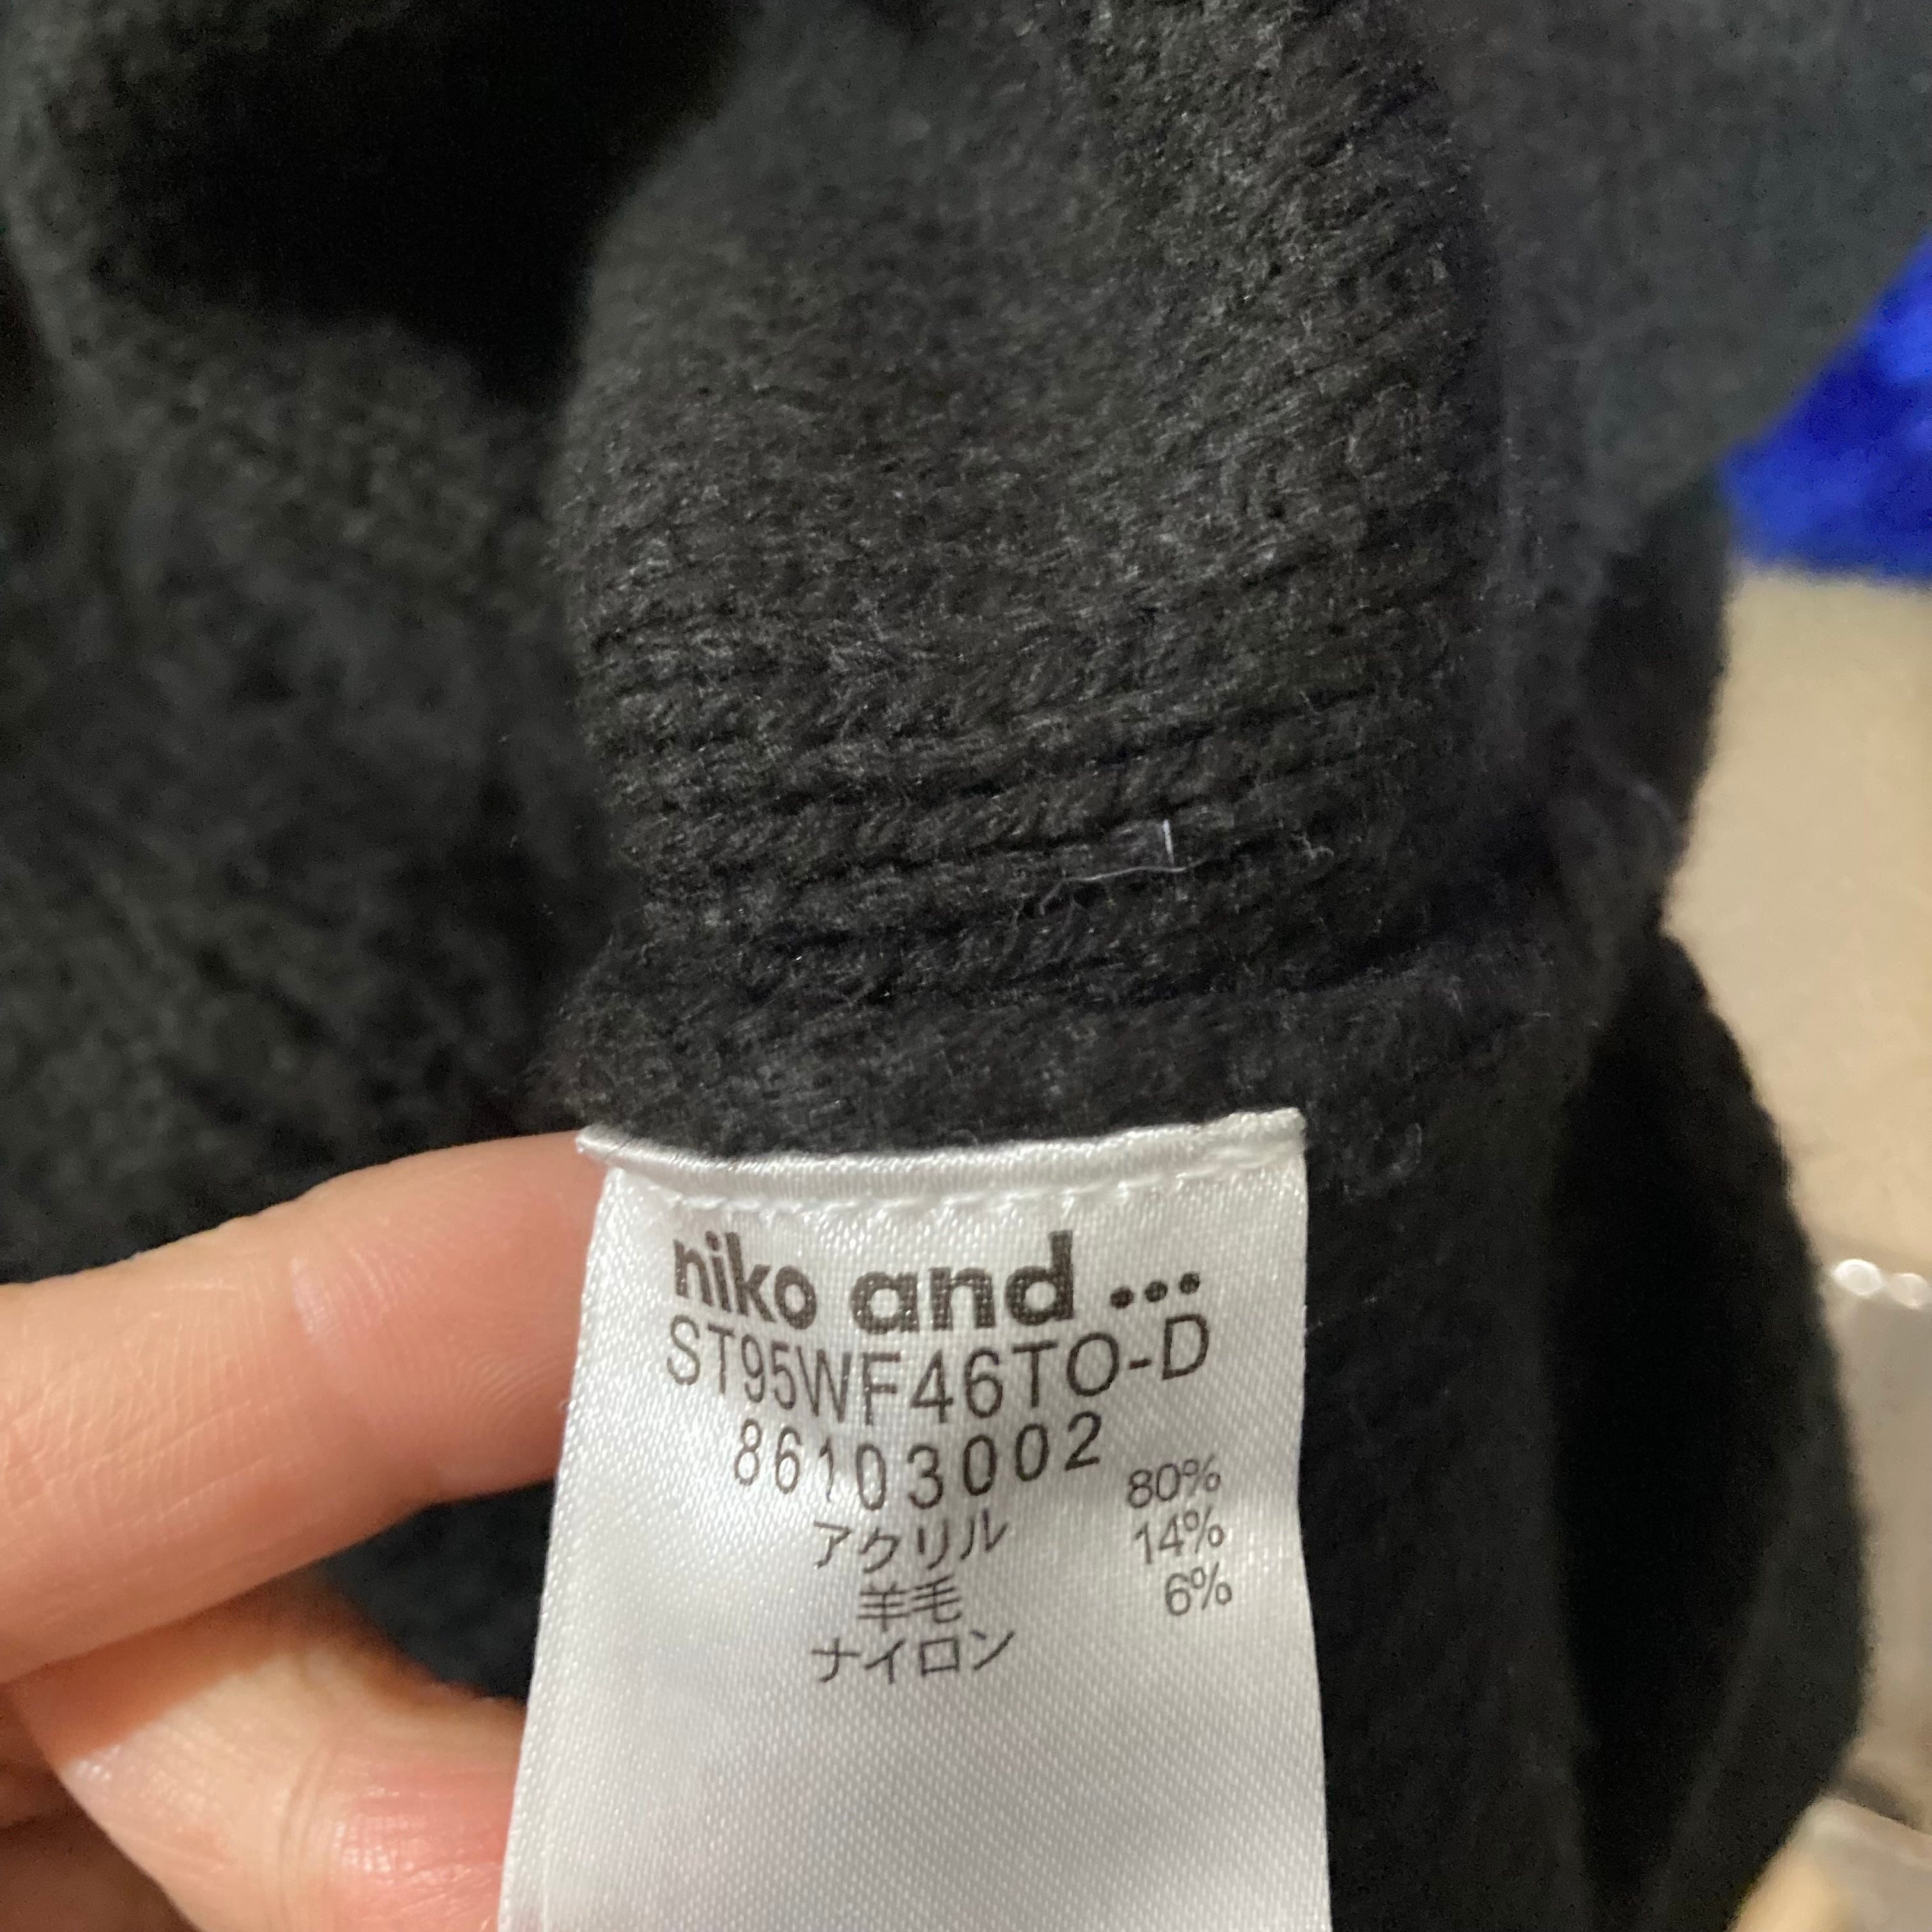 niko and ...
ST95WF46TO-D
86103002
アクリル 80%
羊毛 14%
ナイロン 6%